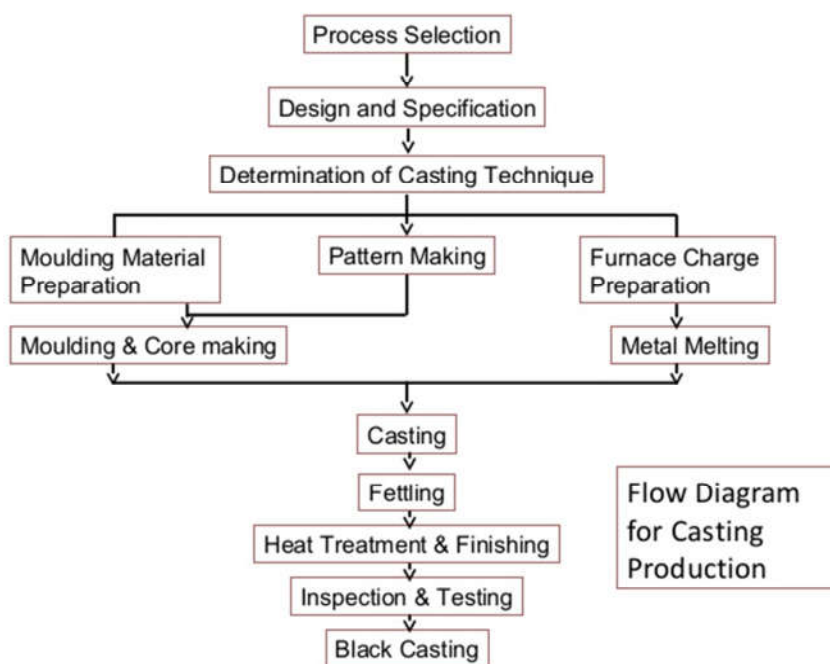 Process Selection
Design and Specification
Determination of Casting Technique
Moulding Material
Preparation
Pattern Making
Furnace Charge
Preparation
Moulding & Core making
Metal Melting
Casting
Fettling
Heat Treatment & Finishing
Inspection & Testing
Black Casting
Flow Diagram
for Casting
Production